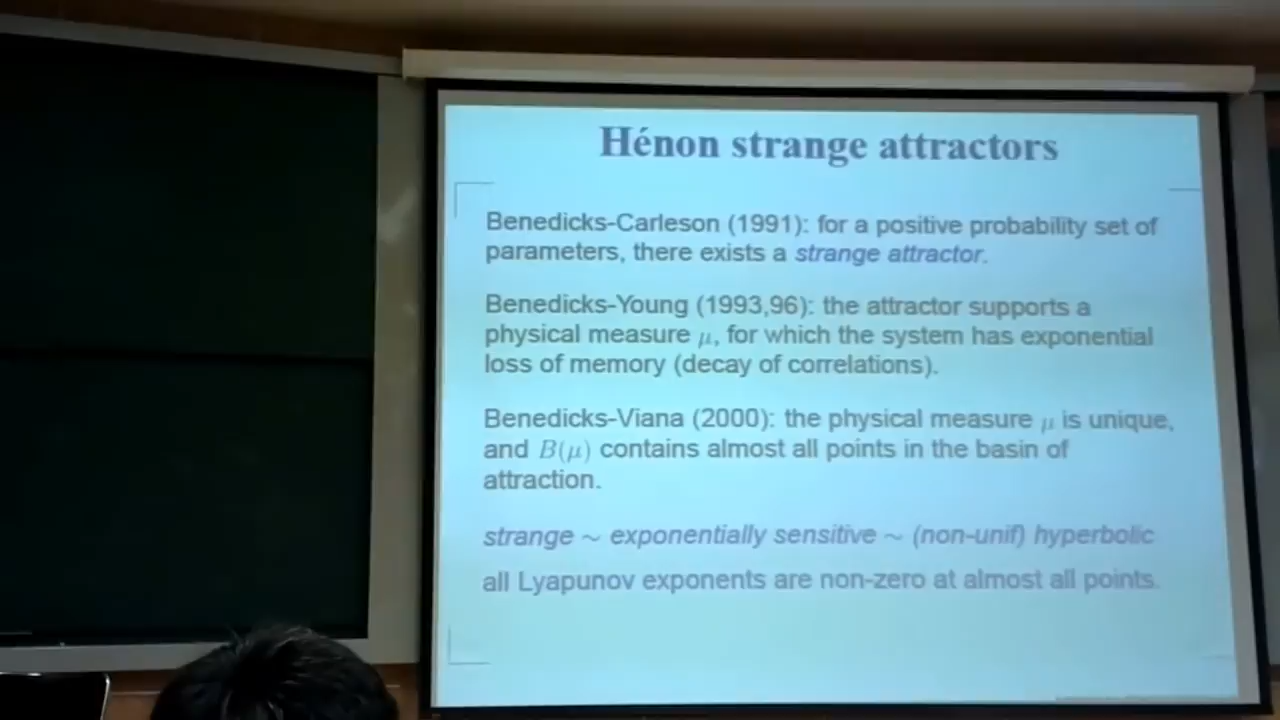 Hénon strange attractors
Benedicks-Carleson (1991): for a positive probability set of
parameters, there exists a strange attractor.
Benedicks-Young (1993,96): the attractor supports a
physical measure μ, for which the system has exponential
loss of memory (decay of correlations).
Benedicks-Viana (2000): the physical measure μ is unique,
and B(μ) contains almost all points in the basin of
attraction.
strange ~ exponentially sensitive ~ (non-unif) hyperbolic
all Lyapunov exponents are non-zero at almost all points.